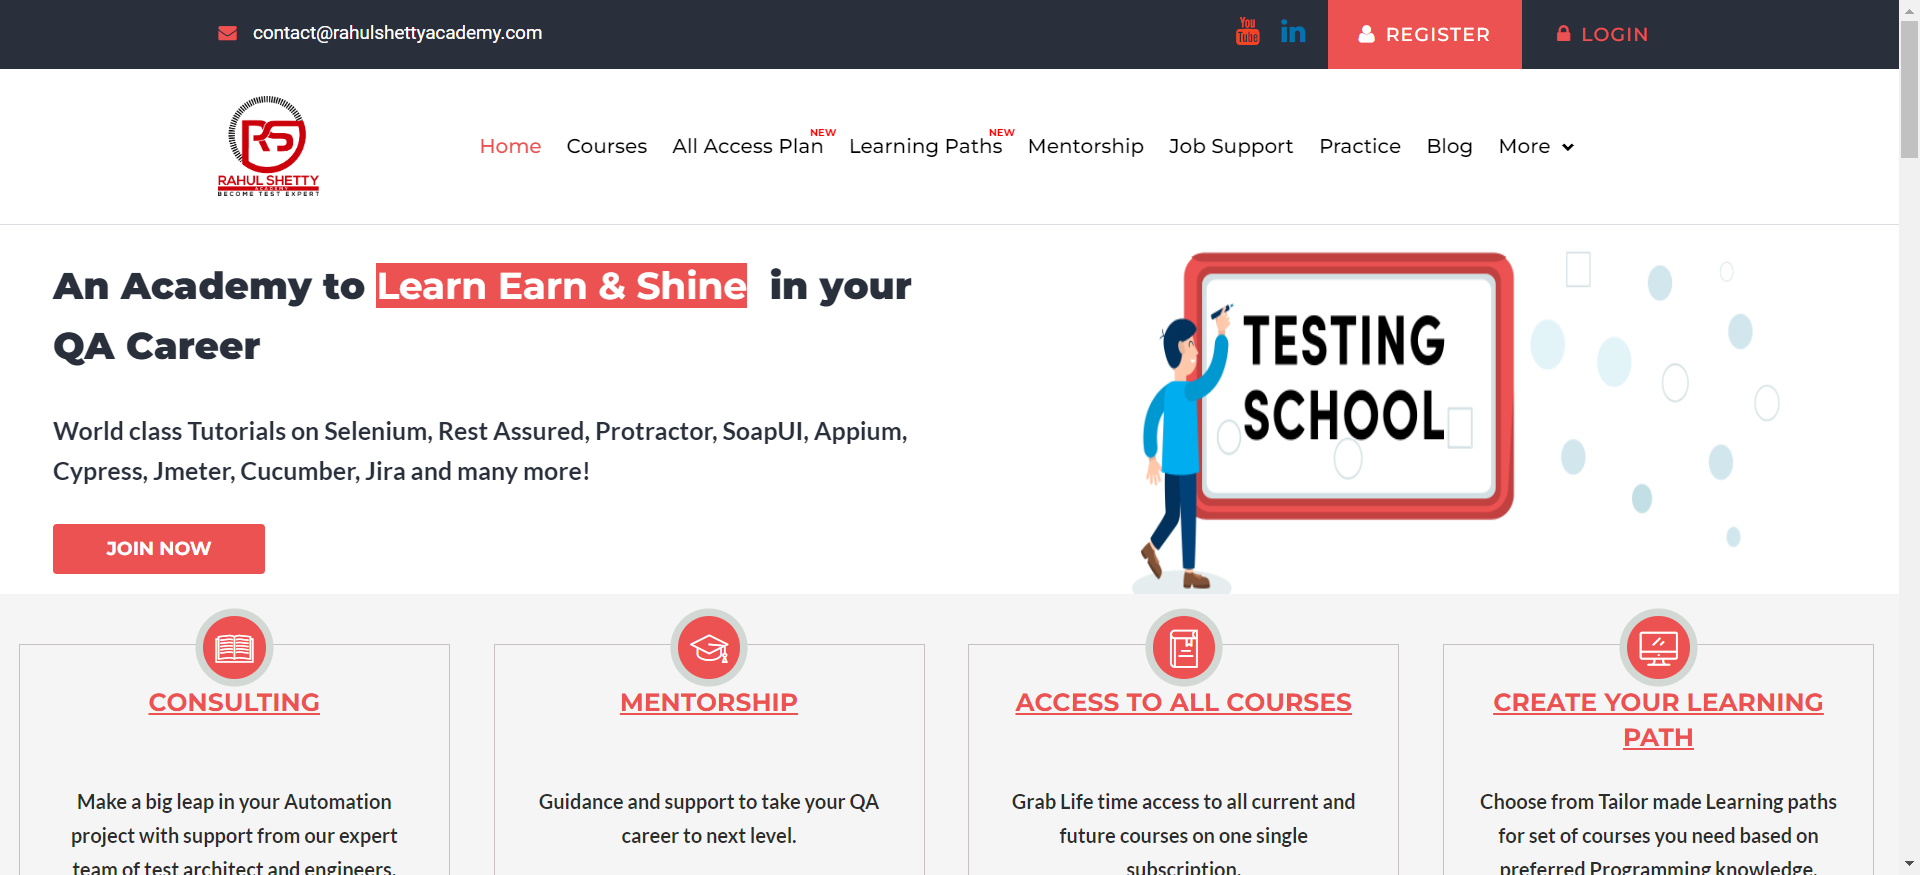 contact@rahulshettyacademy.com
You
Tube
in
REGISTER
LOGIN
RS
RAHUL SHETTY
ACADEMY
BECOME TEST EXPERT
Home
Courses
All Access Plan
NEW
Learning Paths
NEW
Mentorship
Job Support
Practice
Blog
More
An Academy to Learn Earn & Shine in your
QA Career
World class Tutorials on Selenium, Rest Assured, Protractor, SoapUI, Appium,
Cypress, Jmeter, Cucumber, Jira and many more!
JOIN NOW
TESTING
SCHOOL
CONSULTING
Make a big leap in your Automation
project with support from our expert
team of test architect and engineers.
MENTORSHIP
Guidance and support to take your QA
career to next level.
ACCESS TO ALL COURSES
Grab Life time access to all current and
future courses on one single
subscription.
CREATE YOUR LEARNING
PATH
Choose from Tailor made Learning paths
for set of courses you need based on
preferred Programming knowledge.